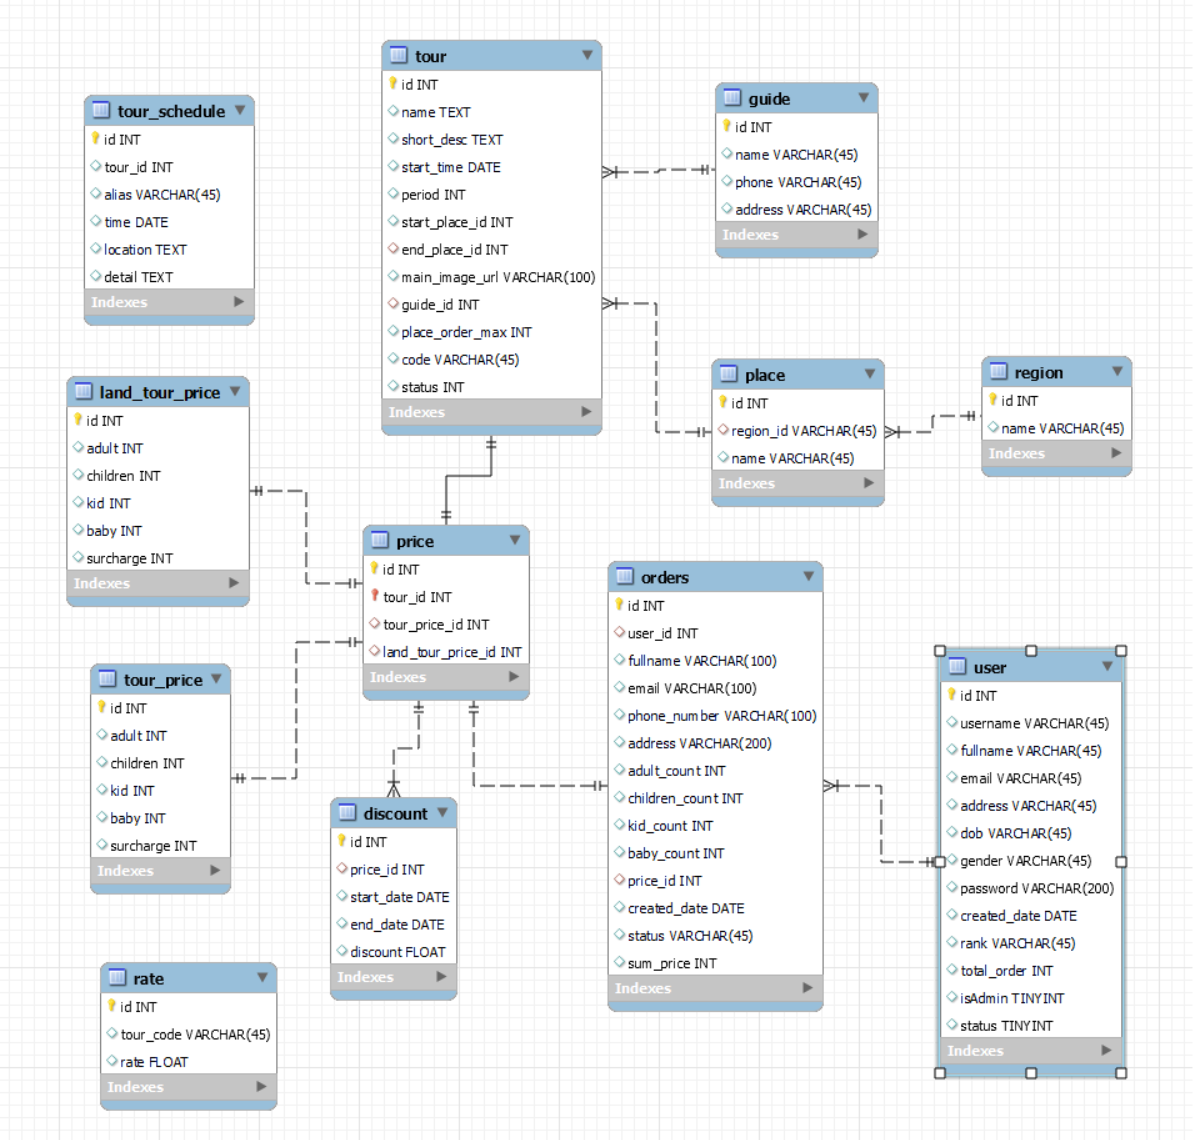 tour
id INT
name TEXT
short_desc TEXT
start_time DATE
period INT
start_place_id INT
end_place_id INT
main_image_url VARCHAR(100)
guide_id INT
place_order_max INT
code VARCHAR(45)
status INT
Indexes
guide
id INT
name VARCHAR(45)
phone VARCHAR(45)
address VARCHAR(45)
Indexes
tour_schedule
id INT
tour_id INT
alias VARCHAR(45)
time DATE
location TEXT
detail TEXT
Indexes
land_tour_price
id INT
adult INT
children INT
kid INT
baby INT
surcharge INT
Indexes
place
id INT
region_id VARCHAR(45)
name VARCHAR(45)
Indexes
region
id INT
name VARCHAR(45)
Indexes
price
id INT
tour_id INT
tour_price_id INT
land_tour_price_id INT
Indexes
orders
id INT
user_id INT
fullname VARCHAR(100)
email VARCHAR(100)
phone_number VARCHAR(100)
address VARCHAR(200)
adult_count INT
children_count INT
kid_count INT
baby_count INT
price_id INT
created_date DATE
status VARCHAR(45)
sum_price INT
Indexes
user
id INT
username VARCHAR(45)
fullname VARCHAR(45)
email VARCHAR(45)
address VARCHAR(45)
dob VARCHAR(45)
gender VARCHAR(45)
password VARCHAR(200)
created_date DATE
rank VARCHAR(45)
total_order INT
isAdmin TINYINT
status TINYINT
Indexes
tour_price
id INT
adult INT
children INT
kid INT
baby INT
surcharge INT
Indexes
discount
id INT
price_id INT
start_date DATE
end_date DATE
discount FLOAT
Indexes
rate
id INT
tour_code VARCHAR(45)
rate FLOAT
Indexes